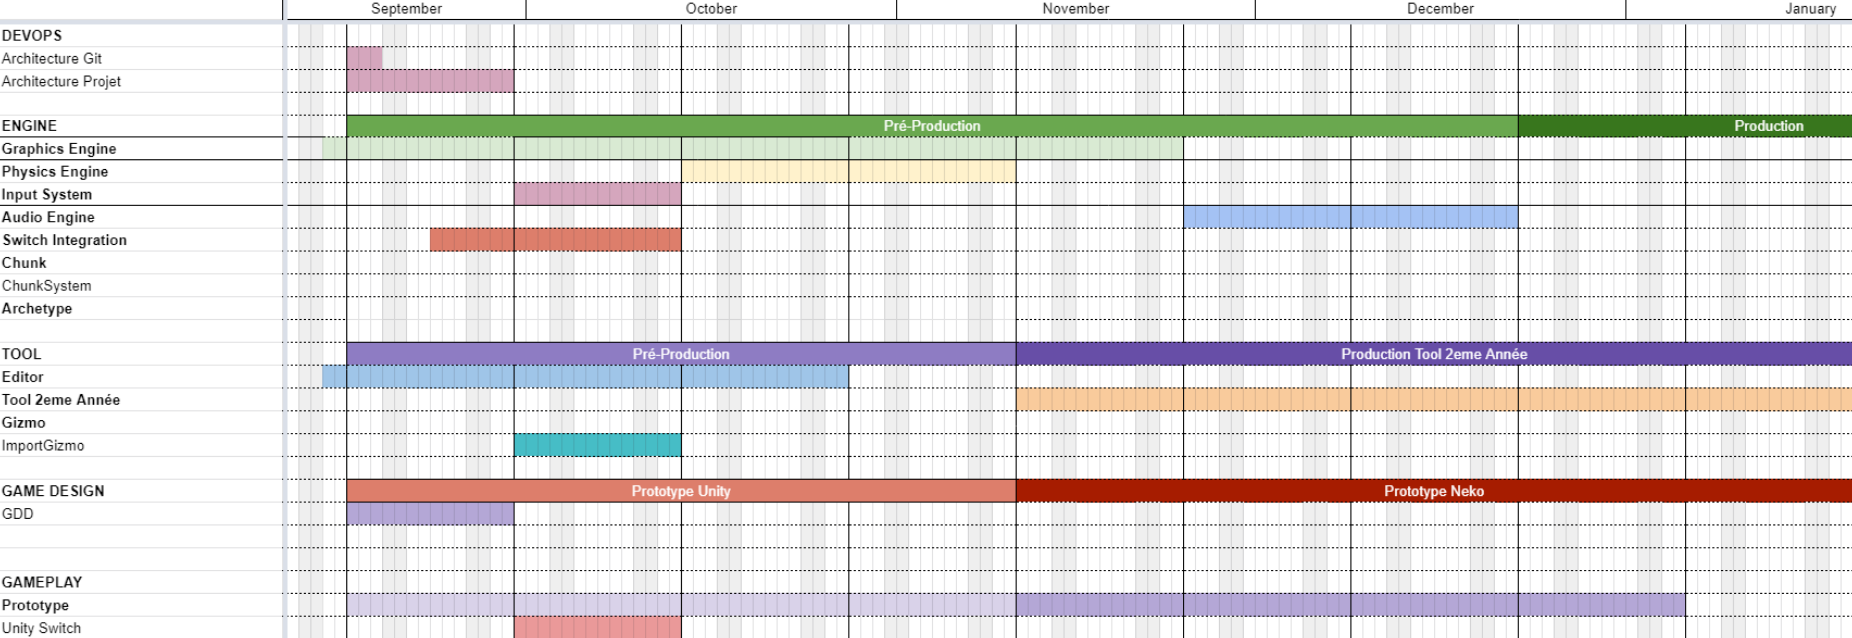 September October November December January
DEVOPS
Architecture Git
Architecture Projet
ENGINE Pré-Production Production
Graphics Engine
Physics Engine
Input System
Audio Engine
Switch Integration
Chunk
ChunkSystem
Archetype
TOOL Pré-Production Production Tool 2eme Année
Editor
Tool 2eme Année
Gizmo
ImportGizmo
GAME DESIGN Prototype Unity Prototype Neko
GDD
GAMEPLAY
Prototype
Unity Switch